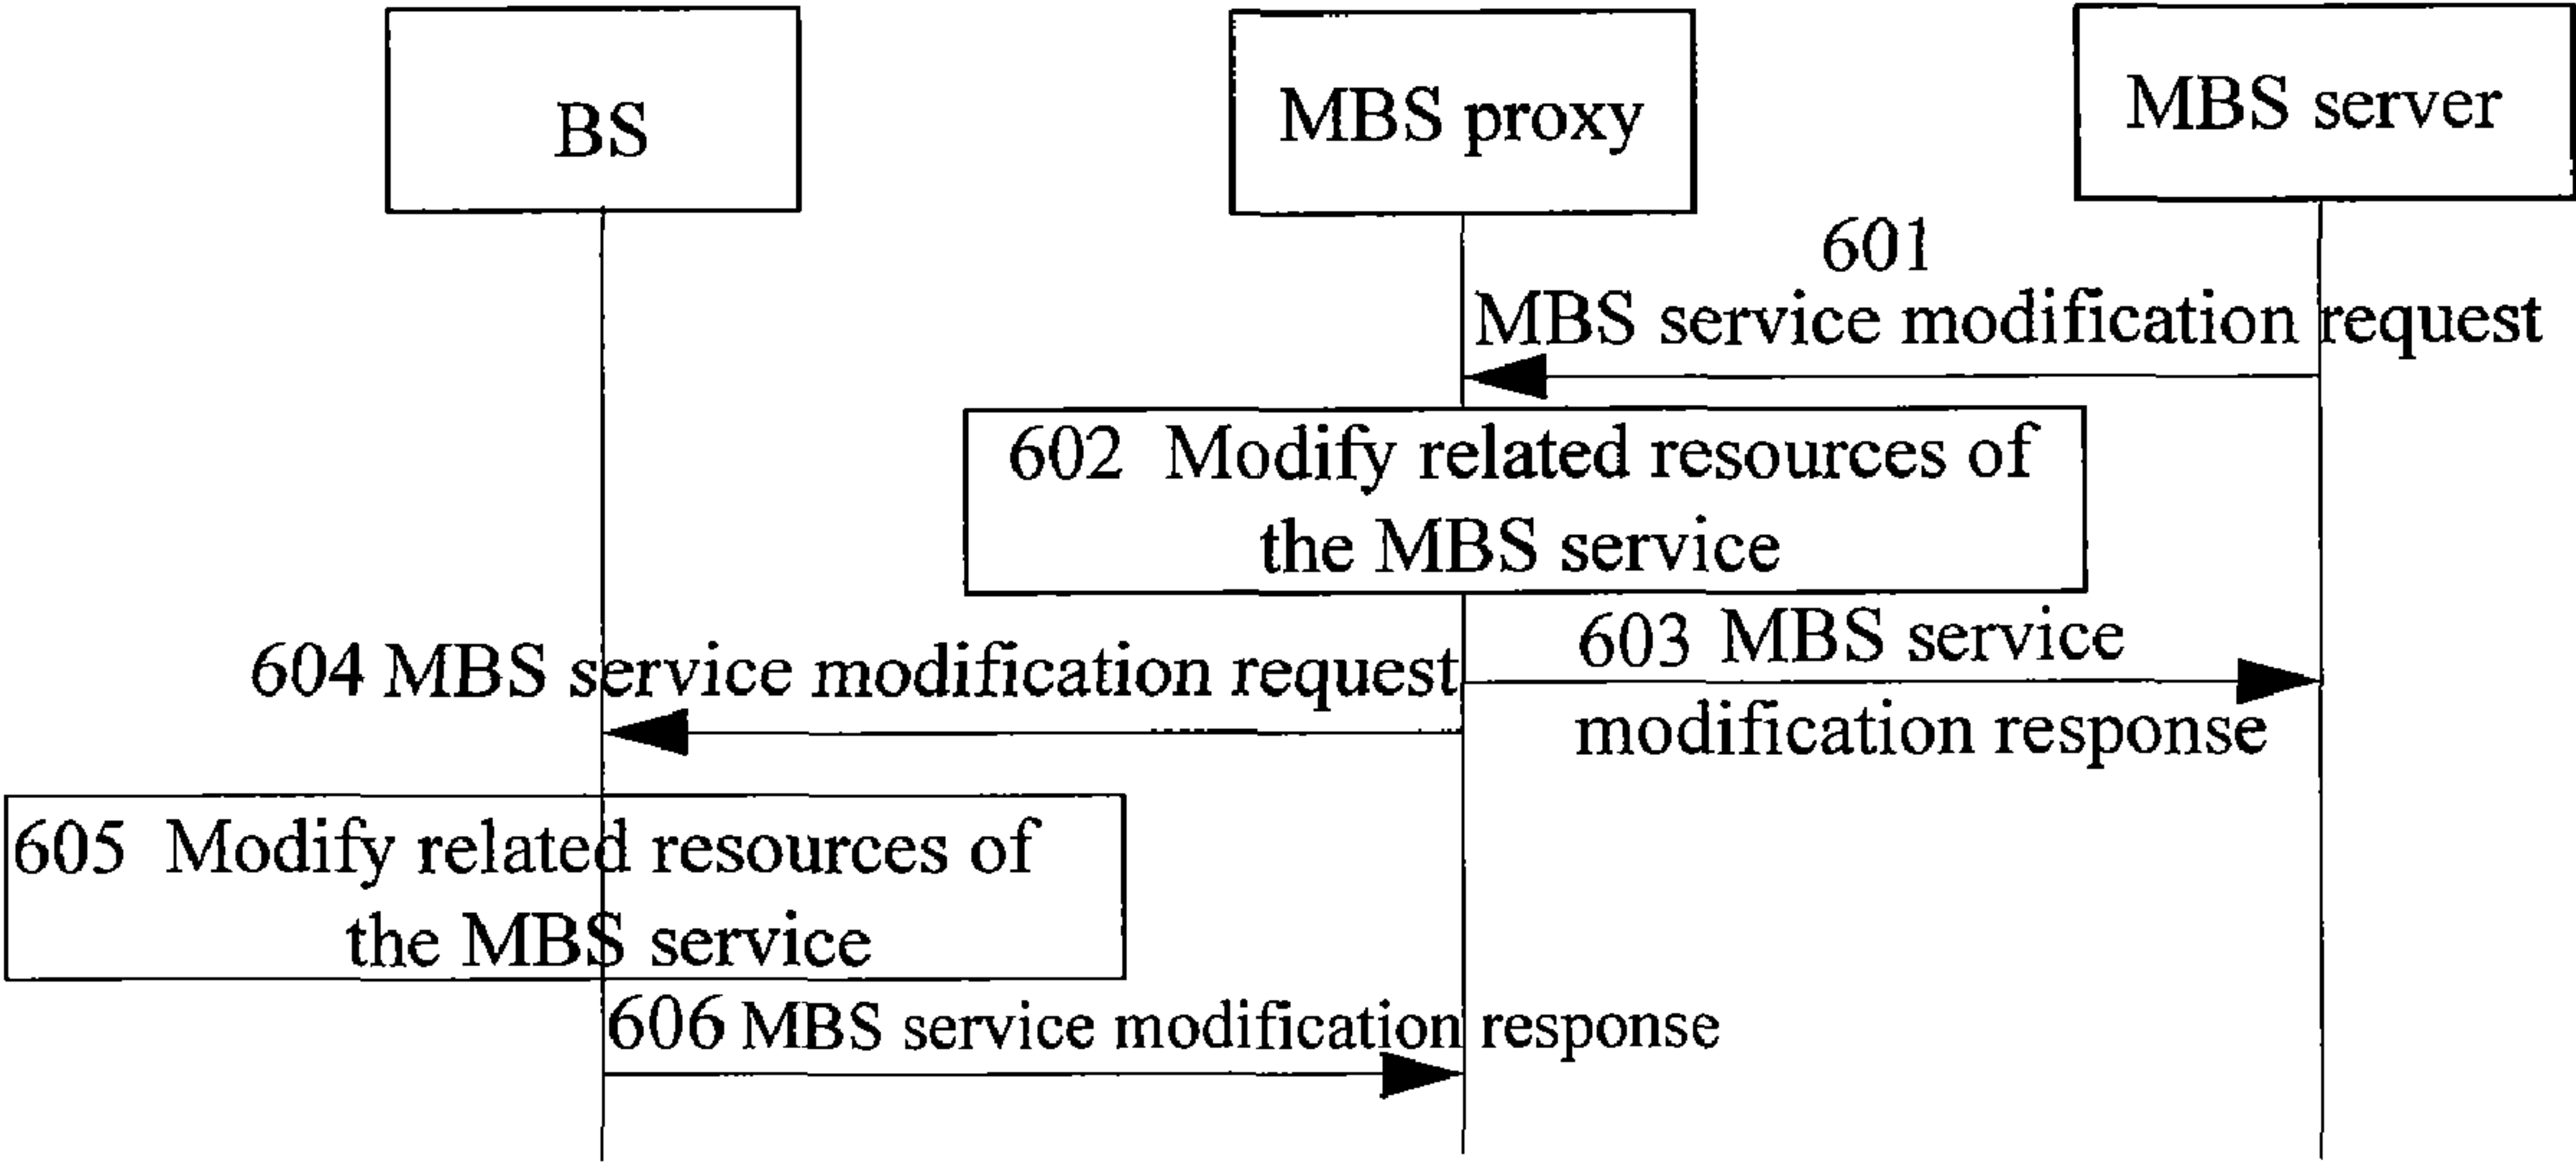 BS
MBS proxy
MBS server
601
MBS service modification request
602 Modify related resources of
the MBS service
603 MBS service
modification response
604 MBS service modification request
605 Modify related resources of
the MBS service
606 MBS service modification response